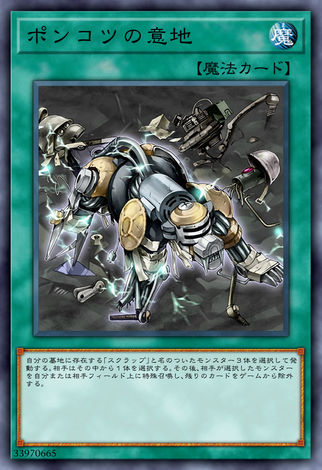 ポンコツの意地
魔
【魔法カード】
自分の墓地に存在する「スクラップ」と名のついたモンスター3体を選択して発
動する。相手はその中から1体を選択する。その後、相手が選択したモンスター
を自分または相手フィールド上に特殊召喚し、残りのカードをゲームから除外
する。
33970665